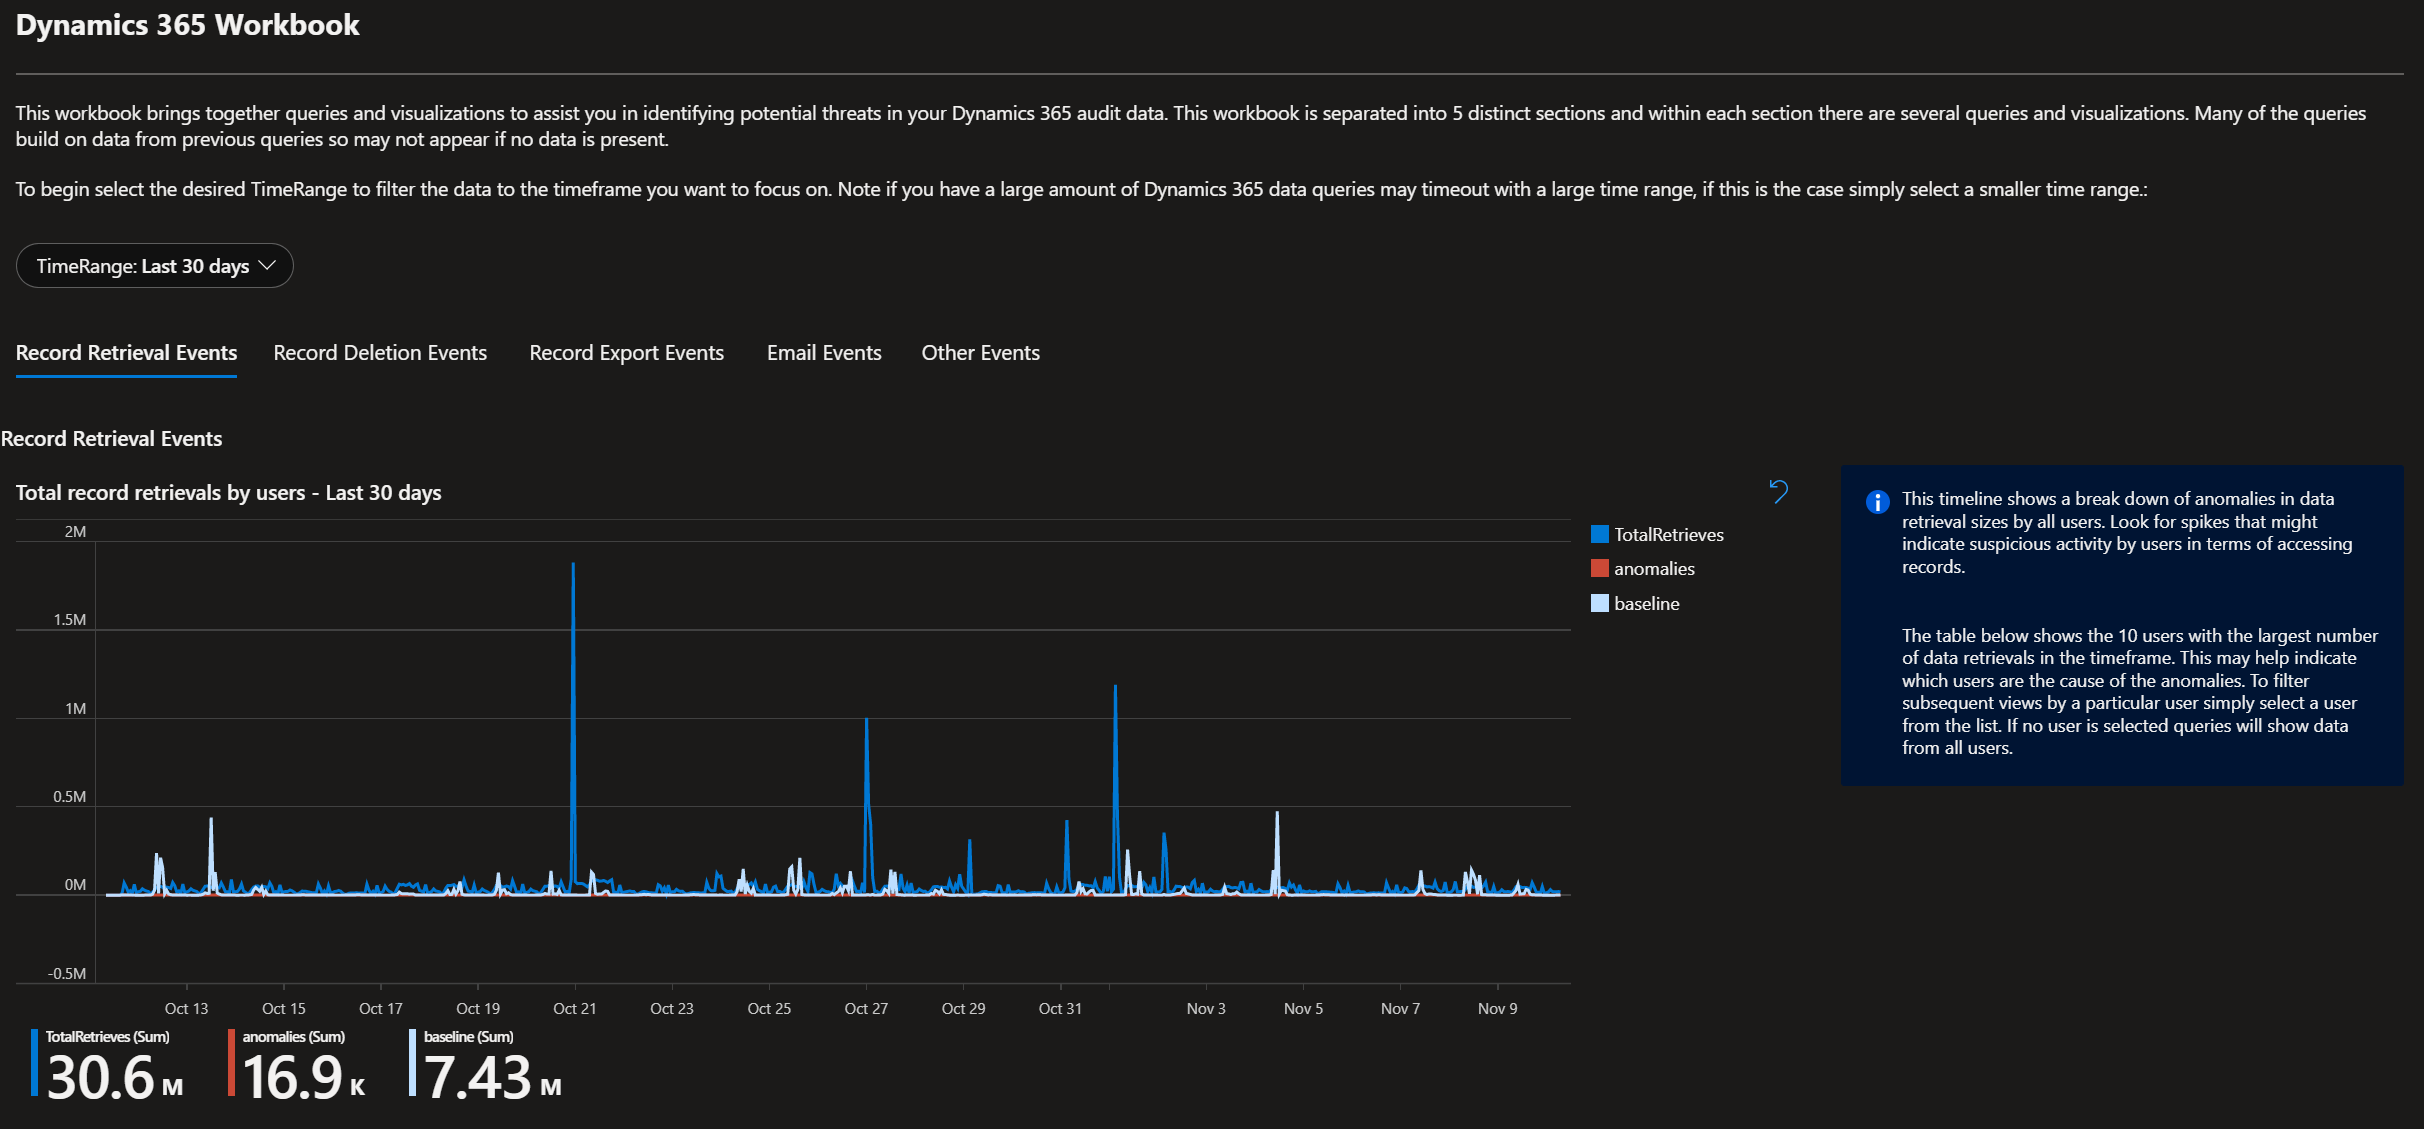 Dynamics 365 Workbook
This workbook brings together queries and visualizations to assist you in identifying potential threats in your Dynamics 365 audit data. This workbook is separated into 5 distinct sections and within each section there are several queries and visualizations. Many of the queries
build on data from previous queries so may not appear if no data is present.
To begin select the desired TimeRange to filter the data to the timeframe you want to focus on. Note if you have a large amount of Dynamics 365 data queries may timeout with a large time range, if this is the case simply select a smaller time range.:
TimeRange: Last 30 days
Record Retrieval Events Record Deletion Events Record Export Events Email Events Other Events
Record Retrieval Events
Total record retrievals by users - Last 30 days
2M
1.5M
1M
0.5M
0M
-0.5M
Oct 13 Oct 15 Oct 17 Oct 19 Oct 21 Oct 23 Oct 25 Oct 27 Oct 29 Oct 31 Nov 3 Nov 5 Nov 7 Nov 9
TotalRetrieves
anomalies
baseline
TotalRetrieves (Sum) anomalies (Sum) baseline (Sum)
30.6 M 16.9 K 7.43 M
This timeline shows a break down of anomalies in data
retrieval sizes by all users. Look for spikes that might
indicate suspicious activity by users in terms of accessing
records.
The table below shows the 10 users with the largest number
of data retrievals in the timeframe. This may help indicate
which users are the cause of the anomalies. To filter
subsequent views by a particular user simply select a user
from the list. If no user is selected queries will show data
from all users.